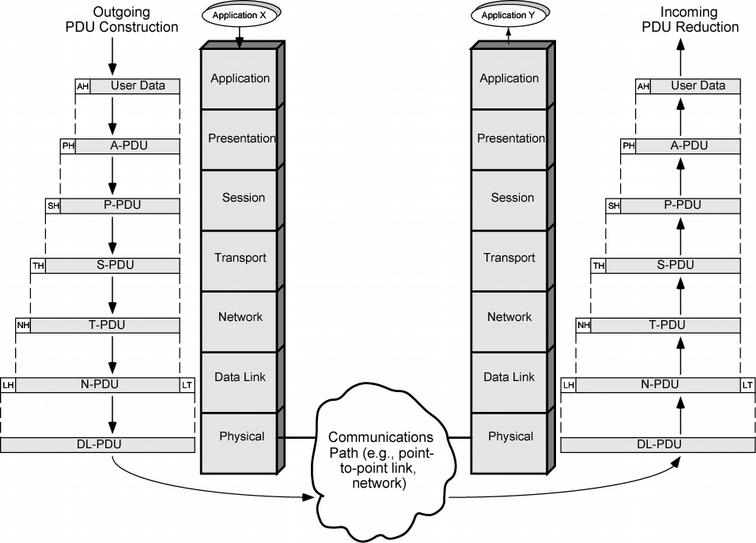 Outgoing
PDU Construction
Application X
Application Y
Incoming
PDU Reduction
AH User Data
Application
Application
AH User Data
PH A-PDU
Presentation
Presentation
PH A-PDU
SH P-PDU
Session
Session
SH P-PDU
TH S-PDU
Transport
Transport
TH S-PDU
NH T-PDU
Network
Network
NH T-PDU
LH N-PDU LT
Data Link
Data Link
LH N-PDU LT
DL-PDU
Physical
Communications
Path (e.g., point-
to-point link,
network)
Physical
DL-PDU